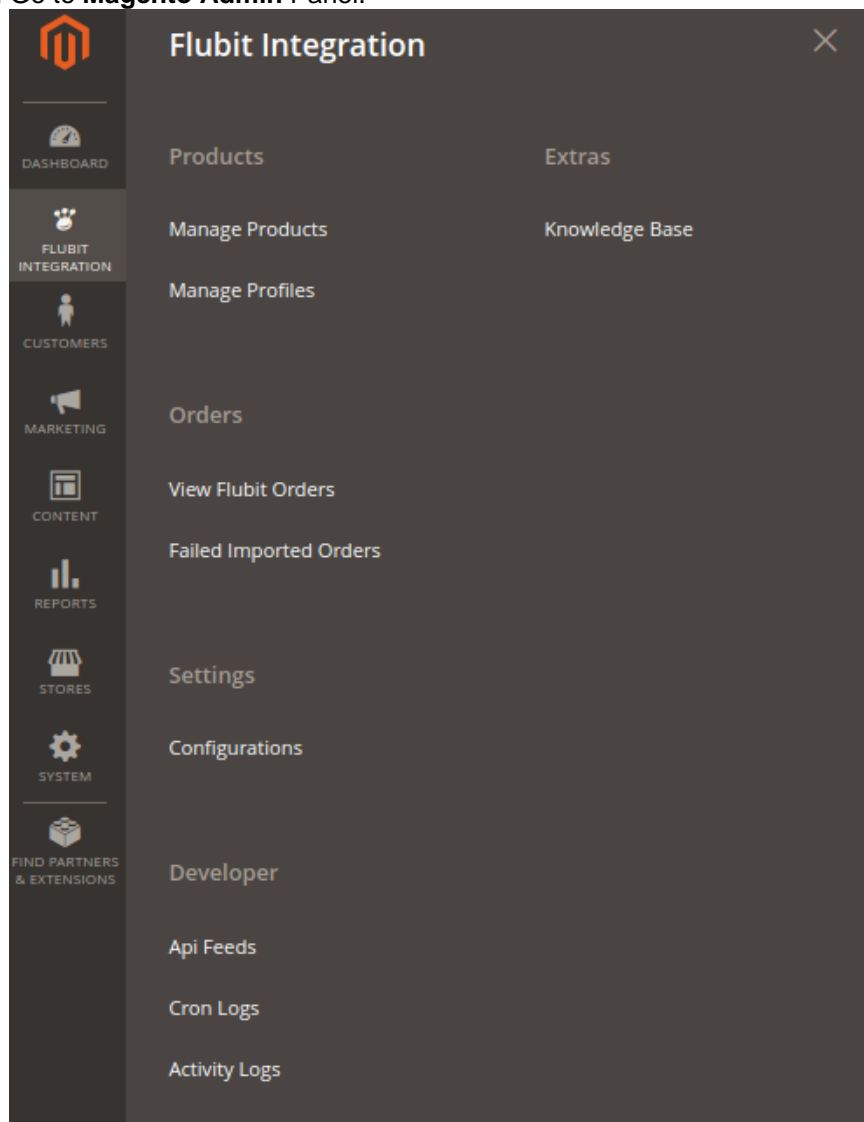 Go to Magento Admin Panel.
Flubit Integration
DASHBOARD
FLUBIT
INTEGRATION
CUSTOMERS
MARKETING
CONTENT
REPORTS
STORES
SYSTEM
FIND PARTNERS
& EXTENSIONS
Products
Manage Products
Manage Profiles
Extras
Knowledge Base
Orders
View Flubit Orders
Failed Imported Orders
Settings
Configurations
Developer
Api Feeds
Cron Logs
Activity Logs